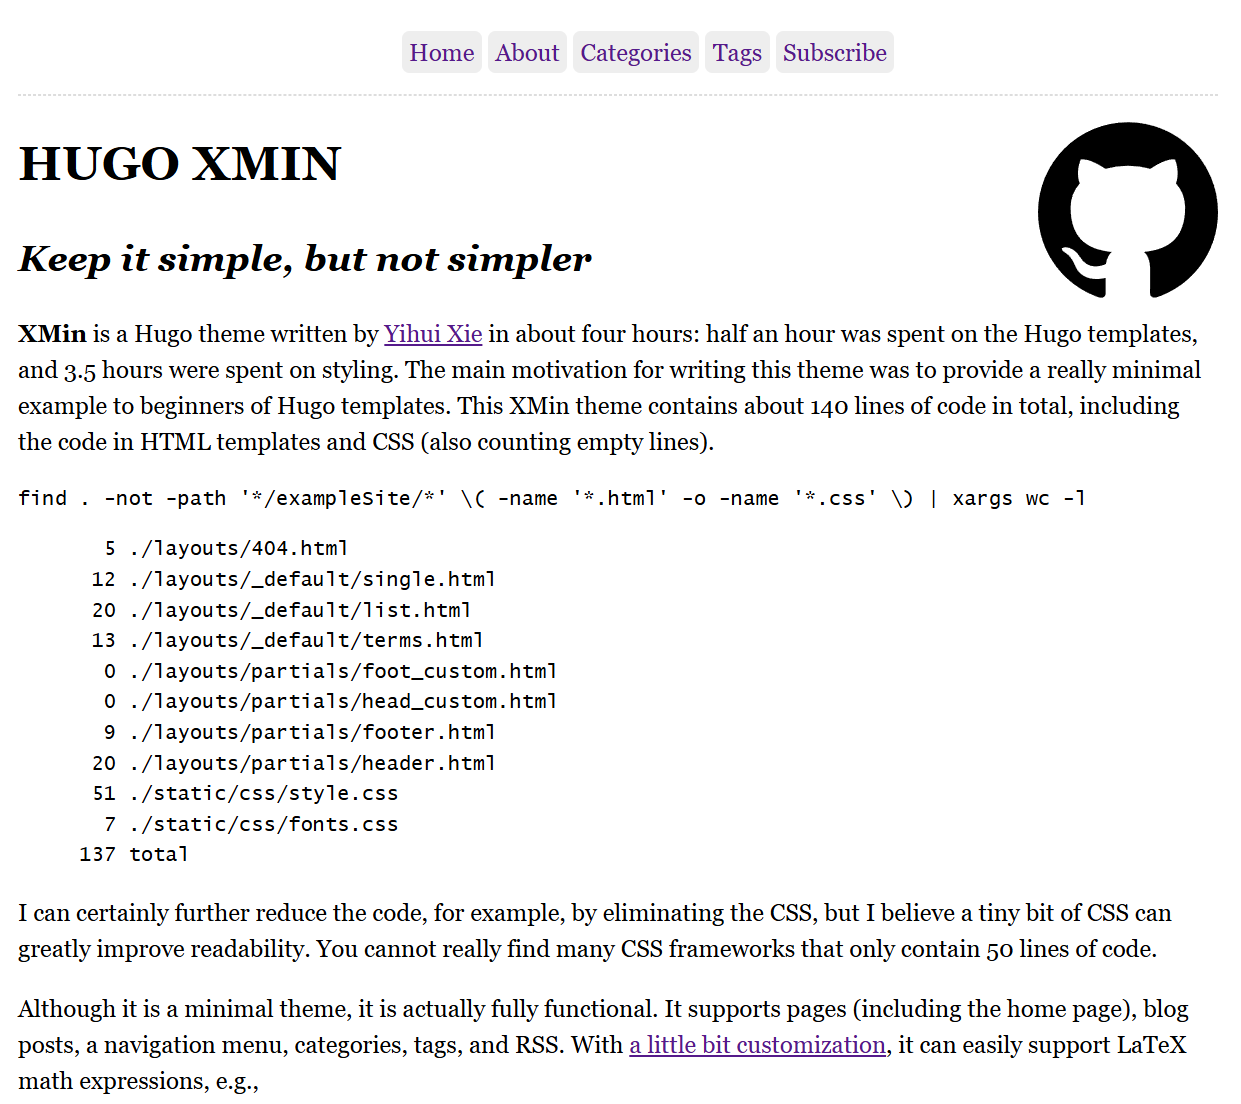 Home About Categories Tags Subscribe
HUGO XMIN
Keep it simple, but not simpler
XMin is a Hugo theme written by Yihui Xie in about four hours: half an hour was spent on the Hugo templates,
and 3.5 hours were spent on styling. The main motivation for writing this theme was to provide a really minimal
example to beginners of Hugo templates. This XMin theme contains about 140 lines of code in total, including
the code in HTML templates and CSS (also counting empty lines).
find . -not -path '*/exampleSite/*' \( -name '*.html' -o -name '*.css' \) | xargs wc -l
5 ./layouts/404.html
12 ./layouts/_default/single.html
20 ./layouts/_default/list.html
13 ./layouts/_default/terms.html
0 ./layouts/partials/foot_custom.html
0 ./layouts/partials/head_custom.html
9 ./layouts/partials/footer.html
20 ./layouts/partials/header.html
51 ./static/css/style.css
7 ./static/css/fonts.css
137 total
I can certainly further reduce the code, for example, by eliminating the CSS, but I believe a tiny bit of CSS can
greatly improve readability. You cannot really find many CSS frameworks that only contain 50 lines of code.
Although it is a minimal theme, it is actually fully functional. It supports pages (including the home page), blog
posts, a navigation menu, categories, tags, and RSS. With a little bit customization, it can easily support LaTeX
math expressions, e.g.,